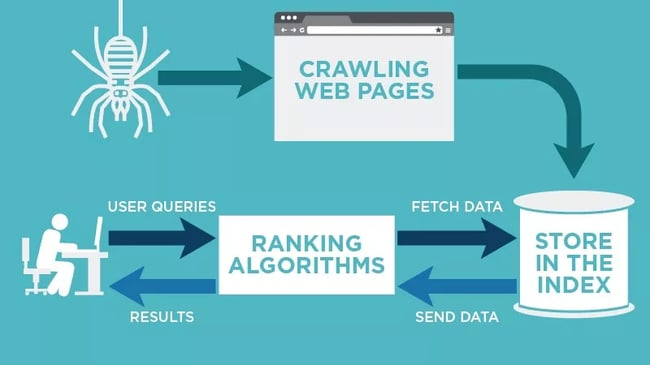 CRAWLING
WEB PAGES
USER QUERIES
FETCH DATA
RANKING
ALGORITHMS
STORE
IN THE
INDEX
RESULTS
SEND DATA